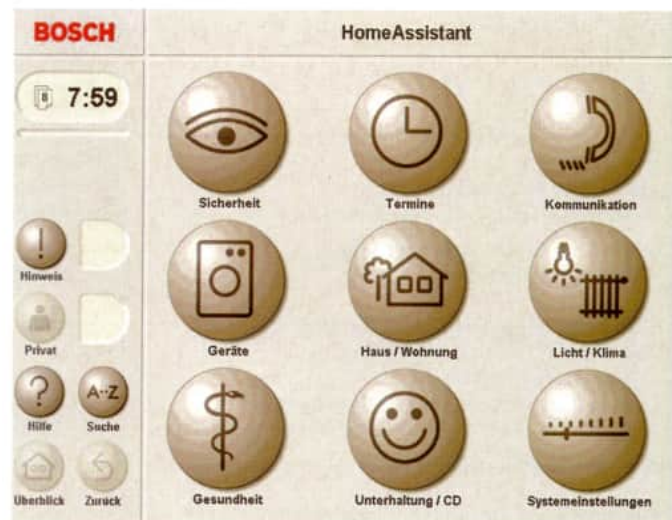 BOSCH
HomeAssistant
7:59
Sicherheit
Termine
Kommunikation
Hinweis
Geräte
Haus / Wohnung
Licht / Klima
Privat
A··Z
Hilfe
Suche
Gesundheit
Unterhaltung / CD
Systemeinstellungen
Überblick
Zurück